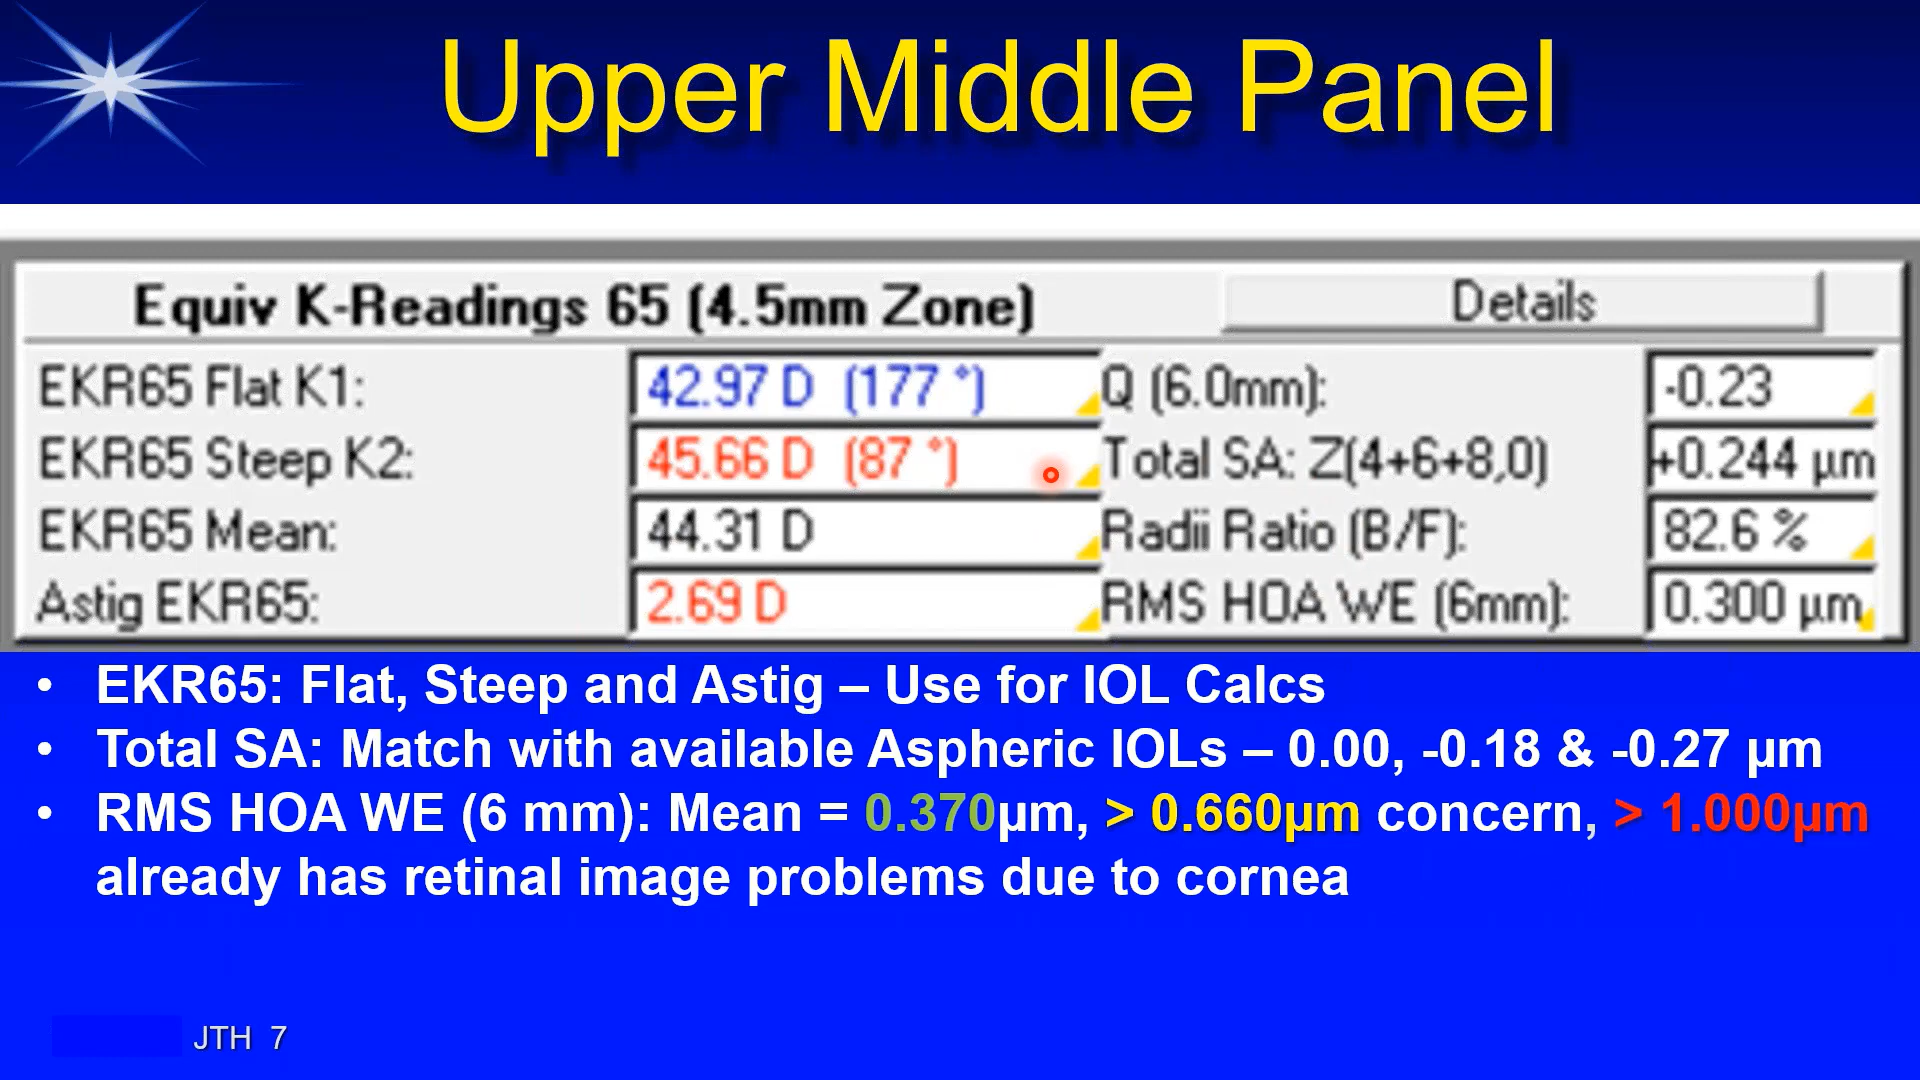 Upper Middle Panel
Equiv K-Readings 65 (4.5mm Zone) Details
EKR65 Flat K1: 42.97 D (177 °) Q (6.0mm): -0.23
EKR65 Steep K2: 45.66 D (87 °) Total SA: Z(4+6+8,0) +0.244 µm
EKR65 Mean: 44.31 D Radii Ratio (B/F): 82.6 %
Astig EKR65: 2.69 D RMS HOA WE (6mm): 0.300 µm
• EKR65: Flat, Steep and Astig – Use for IOL Calcs
• Total SA: Match with available Aspheric IOLs – 0.00, -0.18 & -0.27 µm
• RMS HOA WE (6 mm): Mean = 0.370µm, > 0.660µm concern, > 1.000µm
already has retinal image problems due to cornea
JTH 7